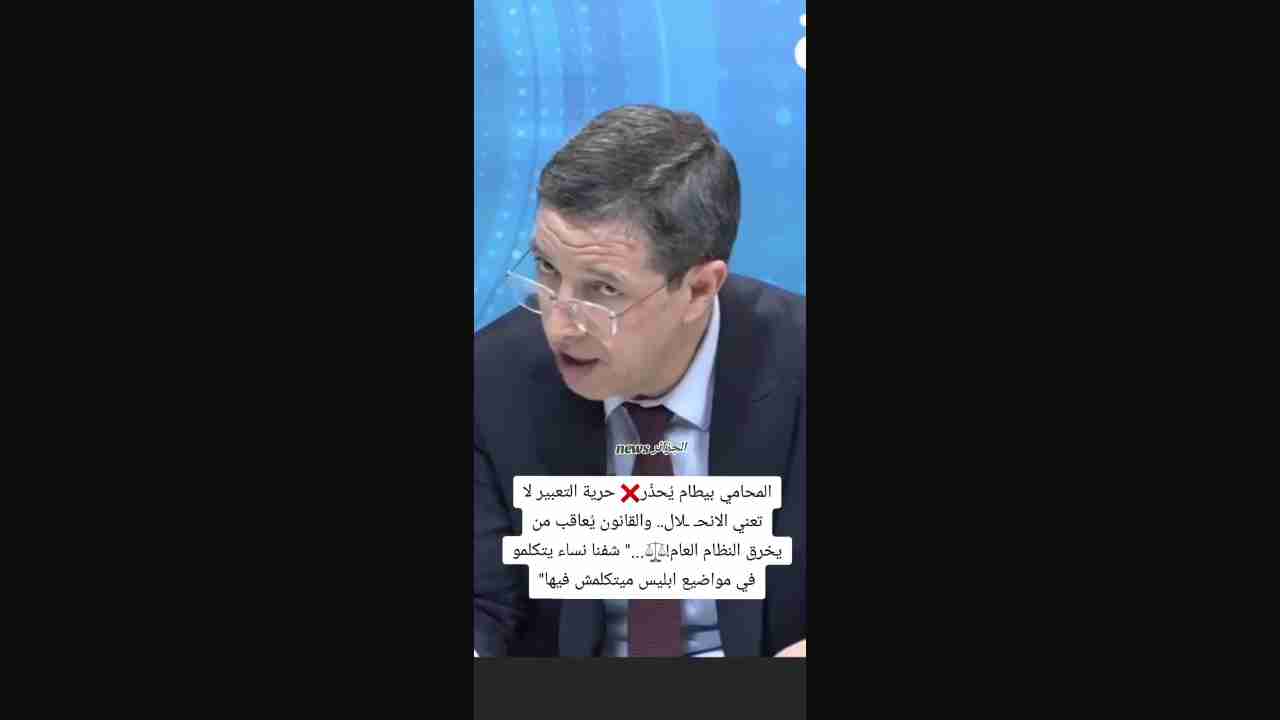 الجزائر news
المحامي بيطام يُحذّر❌ حرية التعبير لا
تعني الانحـ ـلال.. والقانون يُعاقب من
يخرق النظام العام!⚖️..." شفنا نساء يتكلمو
في مواضيع ابليس ميتكلمش فيها"